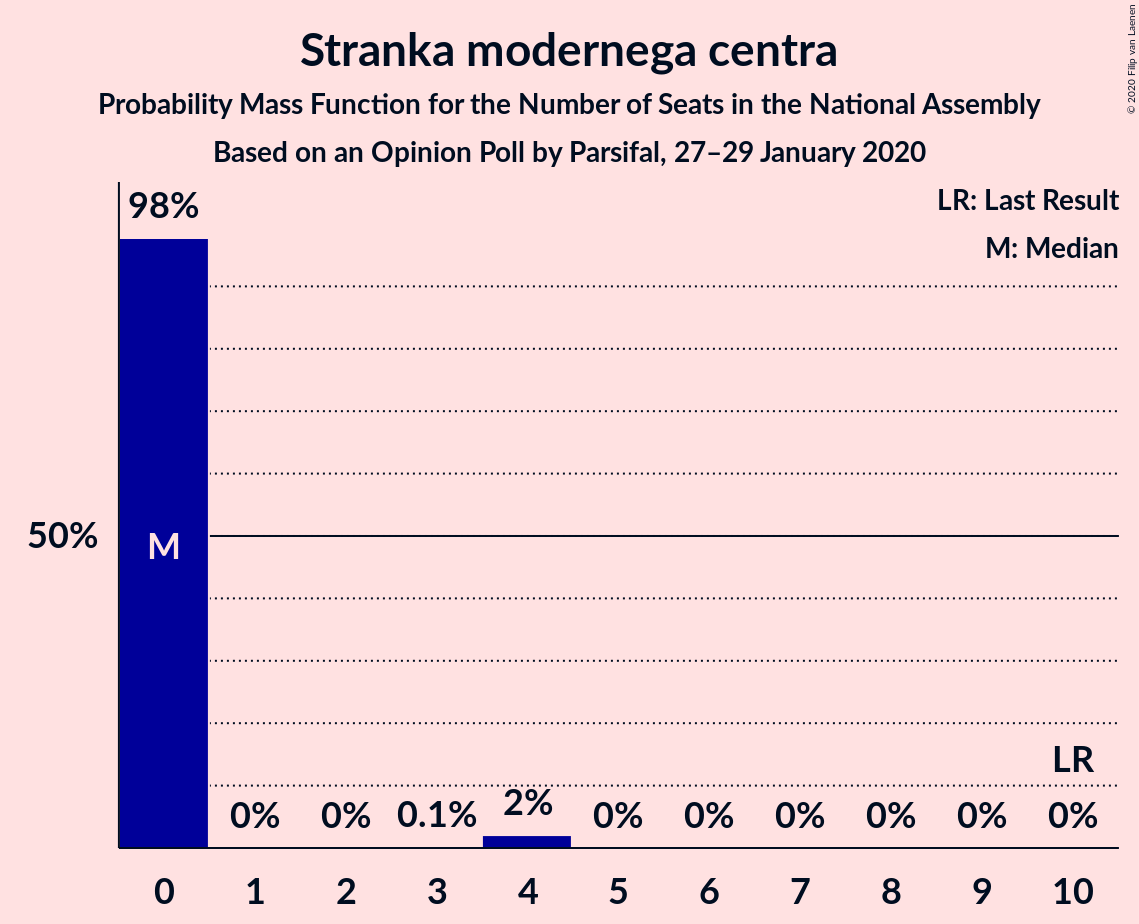 Stranka modernega centra
Probability Mass Function for the Number of Seats in the National Assembly
Based on an Opinion Poll by Parsifal, 27–29 January 2020
© 2020 Filip van Laenen
LR: Last Result
M: Median
98%
50%
M
LR
0% 0% 0.1% 2% 0% 0% 0% 0% 0% 0%
0 1 2 3 4 5 6 7 8 9 10